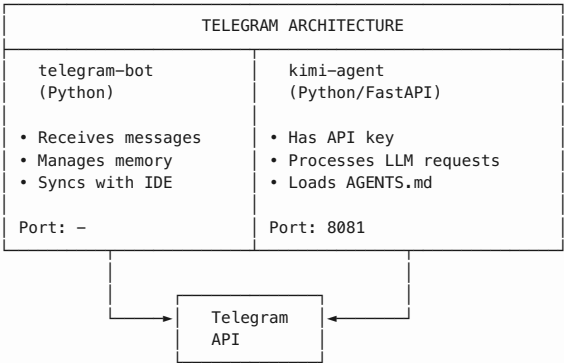 TELEGRAM ARCHITECTURE
telegram-bot
(Python)
• Receives messages
• Manages memory
• Syncs with IDE
Port: -
kimi-agent
(Python/FastAPI)
• Has API key
• Processes LLM requests
• Loads AGENTS.md
Port: 8081
Telegram
API